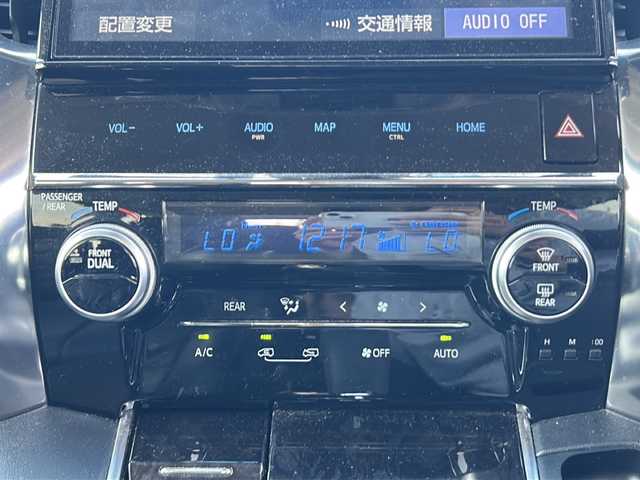 配置変更 交通情報 AUDIO OFF
VOL- VOL+ AUDIO MAP MENU HOME
PWR CTRL
PASSENGER
/REAR
TEMP TEMP
LO 12:17 LO
FRONT
DUAL
FRONT
REAR
REAR
A/C OFF AUTO
H M :00